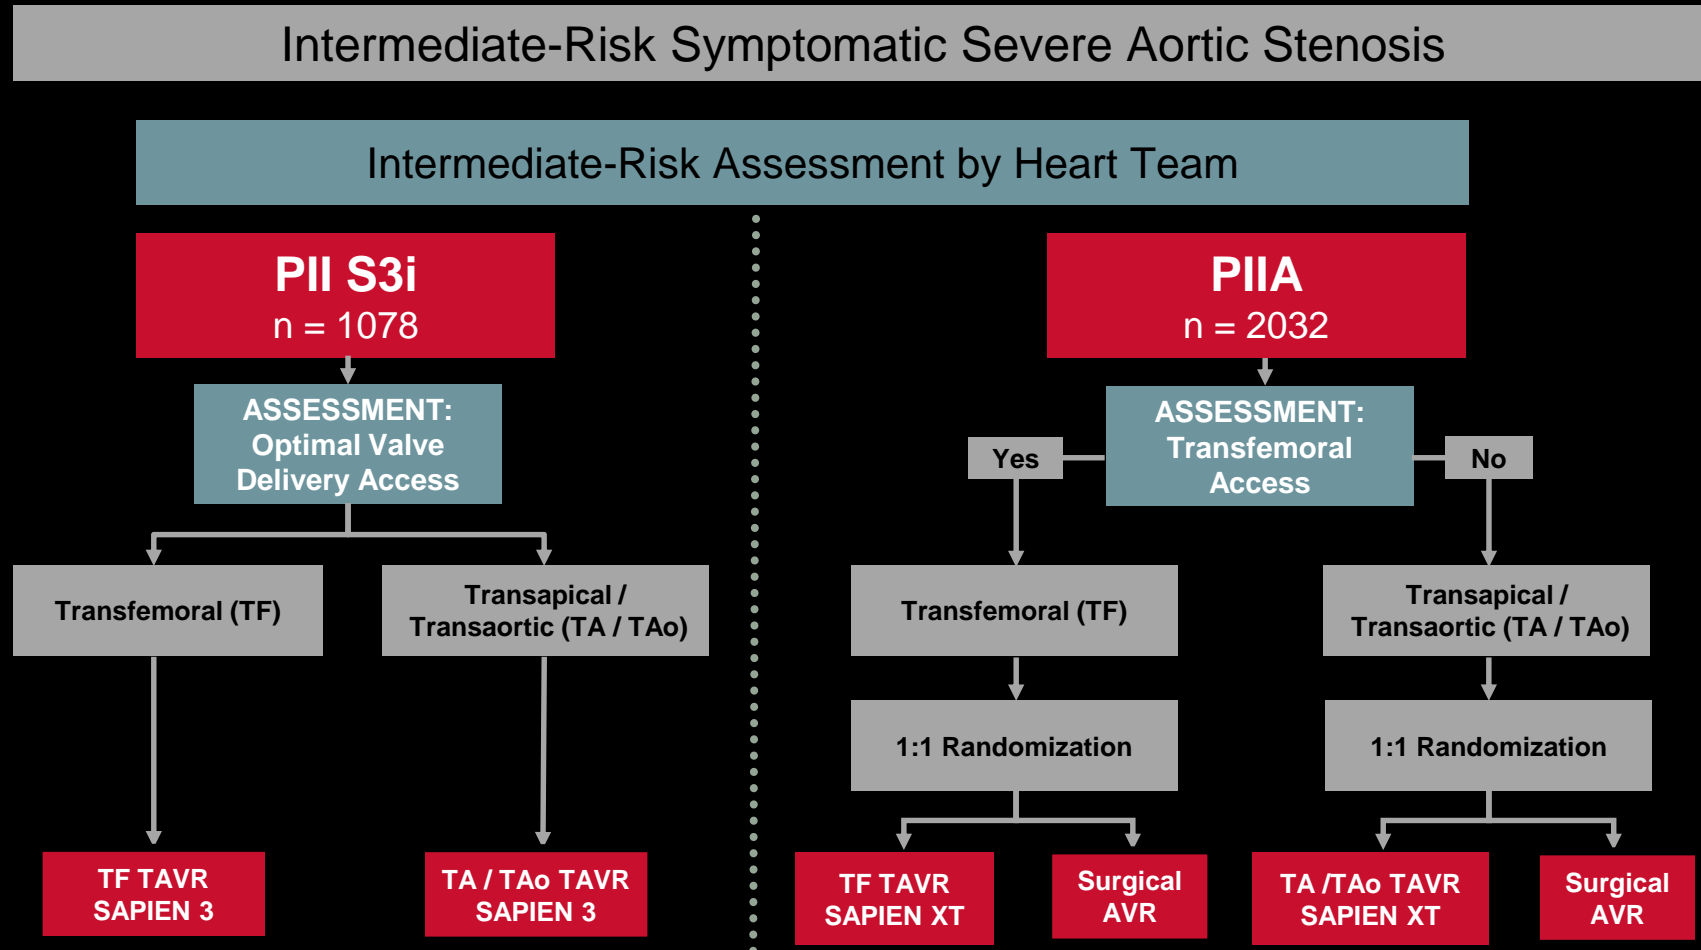 Intermediate-Risk Symptomatic Severe Aortic Stenosis
Intermediate-Risk Assessment by Heart Team
PII S3i
n = 1078
ASSESSMENT:
Optimal Valve
Delivery Access
Transfemoral (TF)
Transapical /
Transaortic (TA / TAo)
TF TAVR
SAPIEN 3
TA / TAo TAVR
SAPIEN 3
PIIA
n = 2032
ASSESSMENT:
Transfemoral
Access
Yes
No
Transfemoral (TF)
Transapical /
Transaortic (TA / TAo)
1:1 Randomization
1:1 Randomization
TF TAVR
SAPIEN XT
Surgical
AVR
TA /TAo TAVR
SAPIEN XT
Surgical
AVR